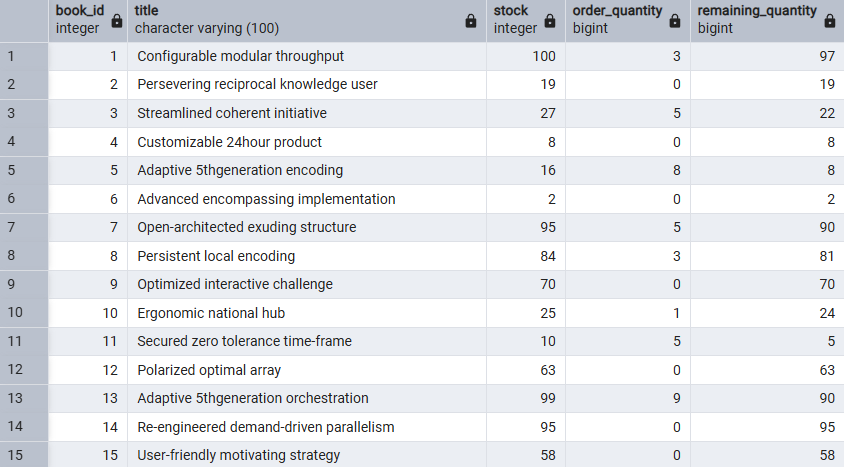 book_id title stock order_quantity remaining_quantity
integer character varying (100) integer bigint bigint
1 1 Configurable modular throughput 100 3 97
2 2 Persevering reciprocal knowledge user 19 0 19
3 3 Streamlined coherent initiative 27 5 22
4 4 Customizable 24hour product 8 0 8
5 5 Adaptive 5thgeneration encoding 16 8 8
6 6 Advanced encompassing implementation 2 0 2
7 7 Open-architected exuding structure 95 5 90
8 8 Persistent local encoding 84 3 81
9 9 Optimized interactive challenge 70 0 70
10 10 Ergonomic national hub 25 1 24
11 11 Secured zero tolerance time-frame 10 5 5
12 12 Polarized optimal array 63 0 63
13 13 Adaptive 5thgeneration orchestration 99 9 90
14 14 Re-engineered demand-driven parallelism 95 0 95
15 15 User-friendly motivating strategy 58 0 58